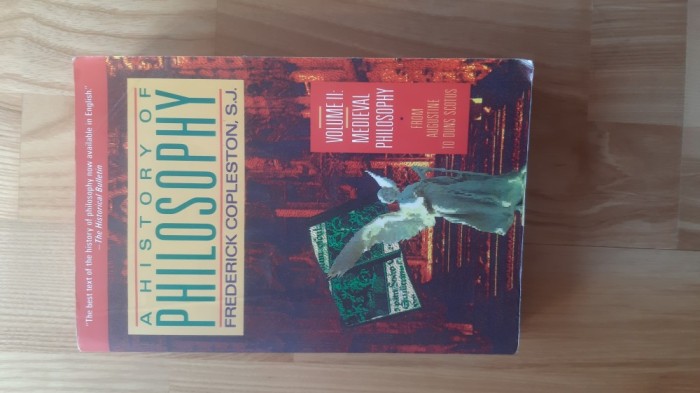 "The best text of the history of philosophy now available in English."
—The Historical Bulletin
A HISTORY OF
PHILOSOPHY
FREDERICK COPLESTON, S.J.
VOLUME II:
MEDIEVAL
PHILOSOPHY
FROM
AUGUSTINE
TO DUNS SCOTUS